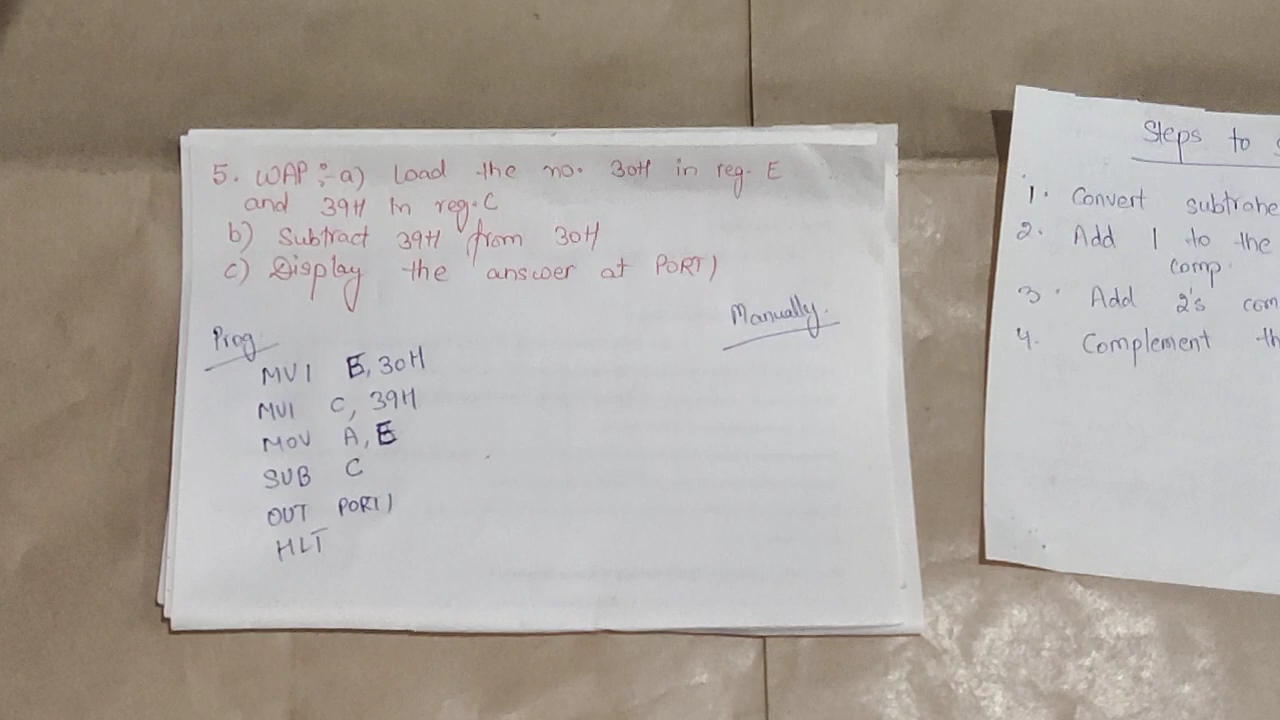 5. WAP :- a) Load the no. 30H in reg. E
and 39H in reg. C
b) Subtract 39H from 30H
c) Display the answer at PORT1
Prog.
MVI E, 30H
MVI C, 39H
MOV A, E
SUB C
OUT PORT1
HLT
Manually.
Steps to
1. Convert subtrahe
2. Add 1 to the
comp.
3. Add 2's com
4. Complement th